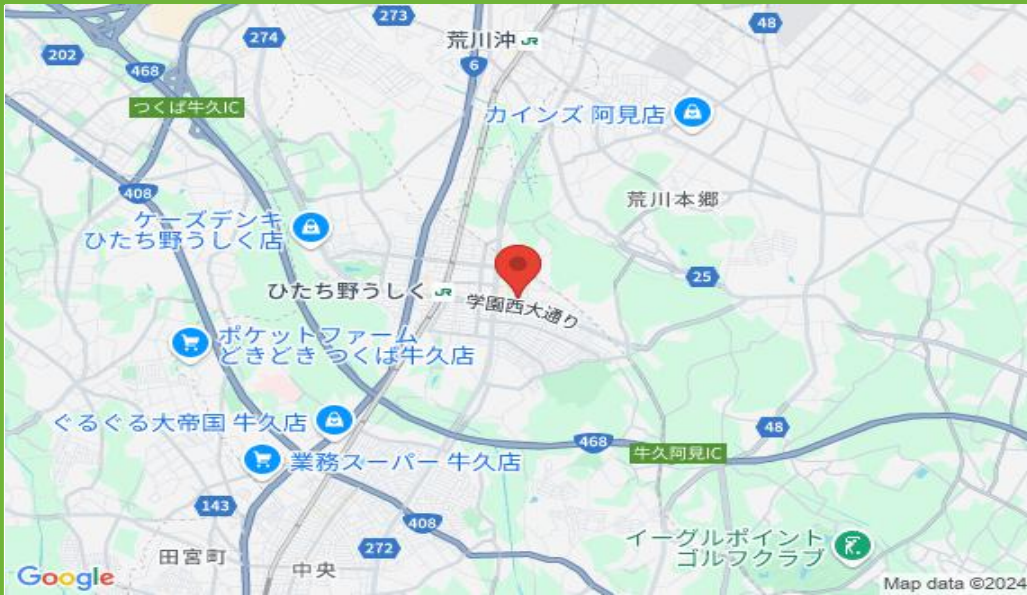 273
48
274
荒川沖 JR
202
468
6
つくば牛久IC
カインズ 阿見店
408
荒川本郷
ケーズデンキ
ひたち野うしく店
25
ひたち野うしく JR
学園西大通り
ポケットファーム
どきどき つくば牛久店
ぐるぐる大帝国 牛久店
48
468
牛久阿見IC
業務スーパー 牛久店
143
408
イーグルポイント
ゴルフクラブ
272
田宮町
中央
Google
Map data ©2024